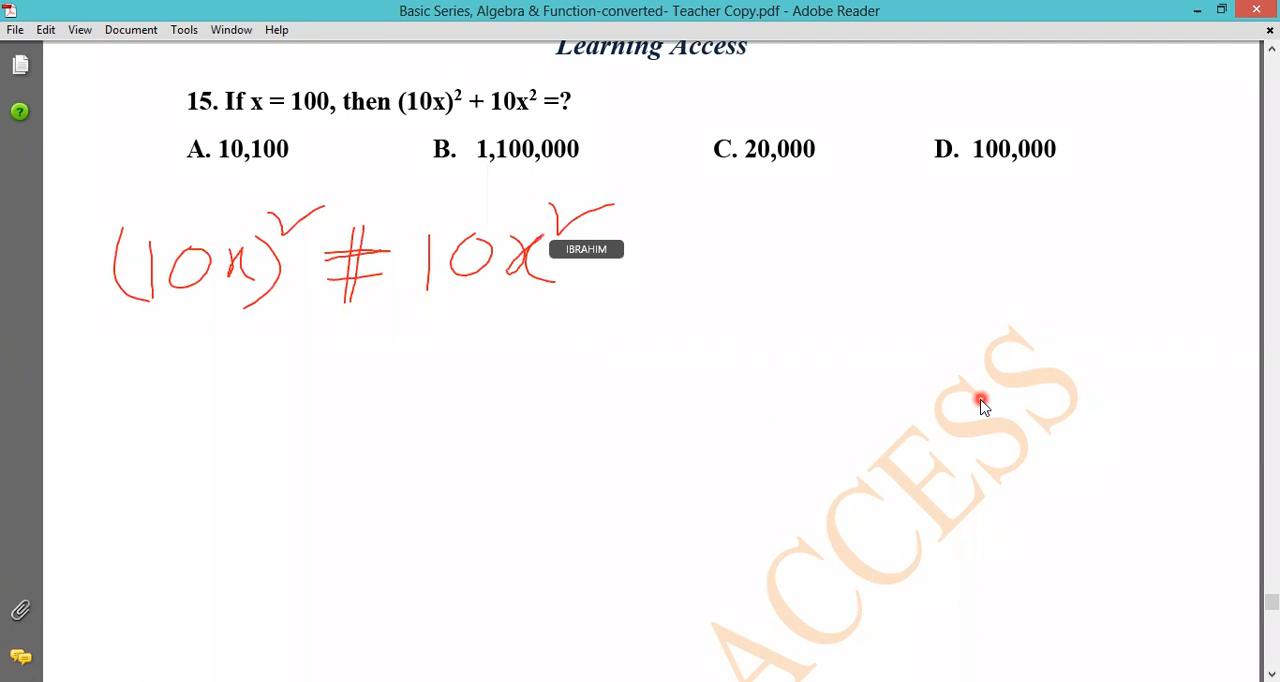 Basic Series, Algebra & Function-converted- Teacher Copy.pdf - Adobe Reader
File Edit View Document Tools Window Help
Learning Access
15. If x = 100, then (10x)² + 10x² =?
A. 10,100 B. 1,100,000 C. 20,000 D. 100,000
(10x)² ≠ 10x²
IBRAHIM
ACCESS